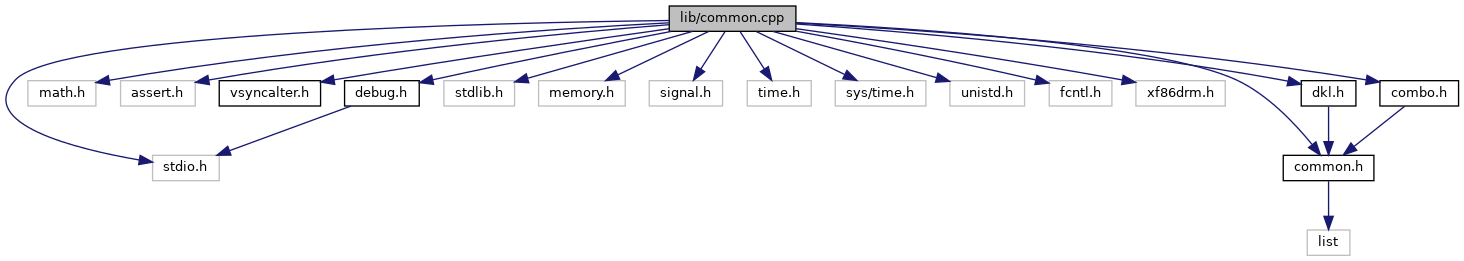 lib/common.cpp
math.h
assert.h
vsyncalter.h
debug.h
stdlib.h
memory.h
signal.h
time.h
sys/time.h
unistd.h
fcntl.h
xf86drm.h
dkl.h
combo.h
stdio.h
common.h
list